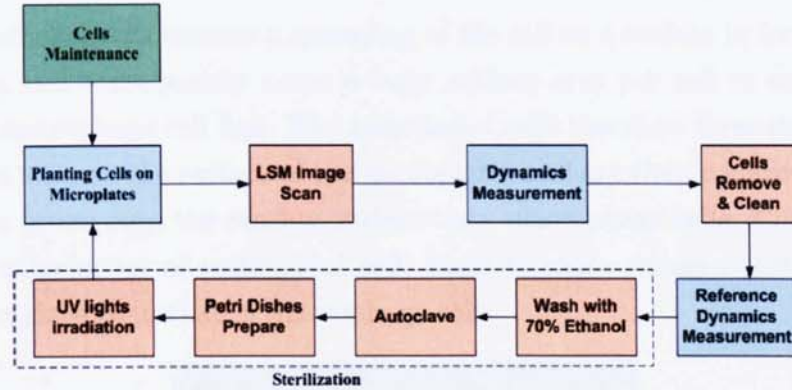 Cells
Maintenance
Planting Cells on
Microplates
LSM Image
Scan
Dynamics
Measurement
Cells
Remove
& Clean
UV lights
irradiation
Petri Dishes
Prepare
Autoclave
Wash with
70% Ethanol
Reference
Dynamics
Measurement
Sterilization